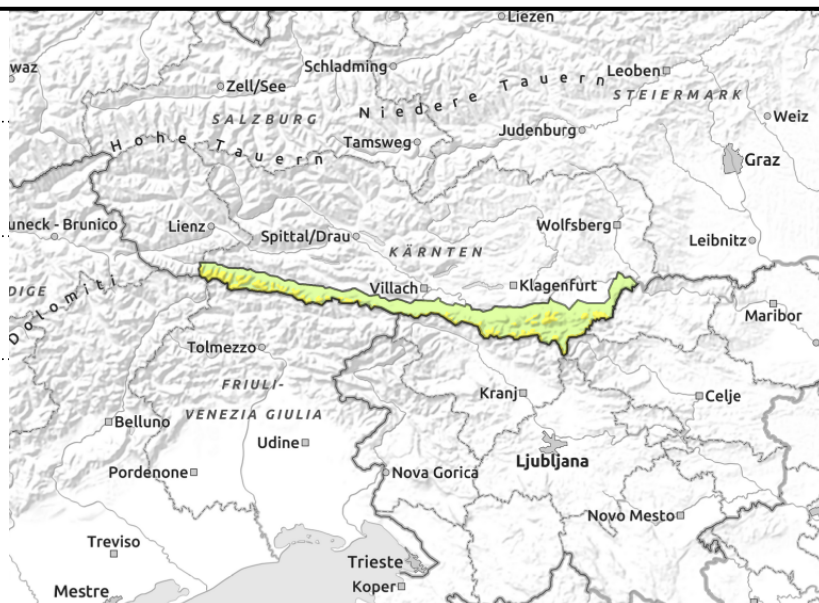 Liezen
waz
Schladming
Leoben
Zell/See
Niedere Tauern
STEIERMARK
SALZBURG
Weiz
Tamsweg
Judenburg
Hohe Tauern
Graz
uneck - Brunico
Lienz
Wolfsberg
Spittal/Drau
KÄRNTEN
Leibnitz
DIGE
Villach
Klagenfurt
Dolomiti
Maribor
Tolmezzo
FRIULI-
VENEZIA GIULIA
Kranj
Celje
Belluno
Udine
Ljubljana
Pordenone
Nova Gorica
Novo Mesto
Treviso
Trieste
Koper
Mestre